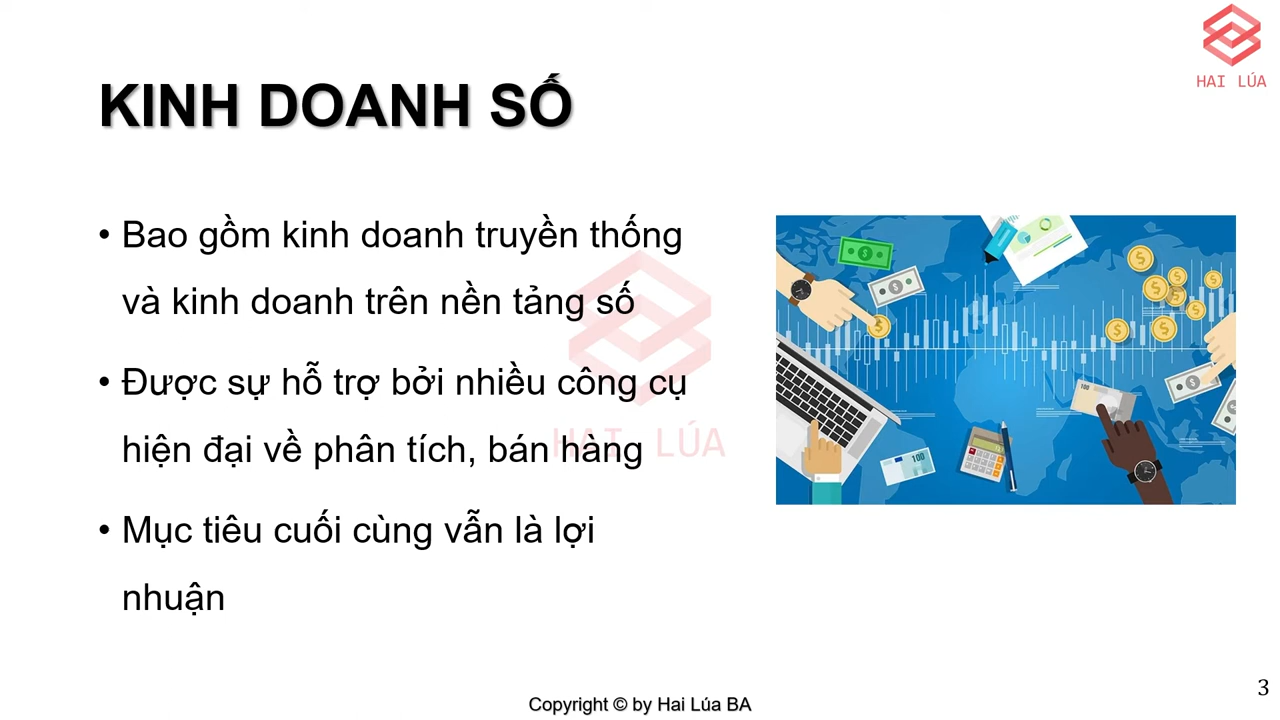 HAI LÚA
KINH DOANH SỐ
• Bao gồm kinh doanh truyền thống
và kinh doanh trên nền tảng số
• Được sự hỗ trợ bởi nhiều công cụ
hiện đại về phân tích, bán hàng
• Mục tiêu cuối cùng vẫn là lợi
nhuận
HAI LÚA
100
100
Copyright © by Hai Lúa BA
3